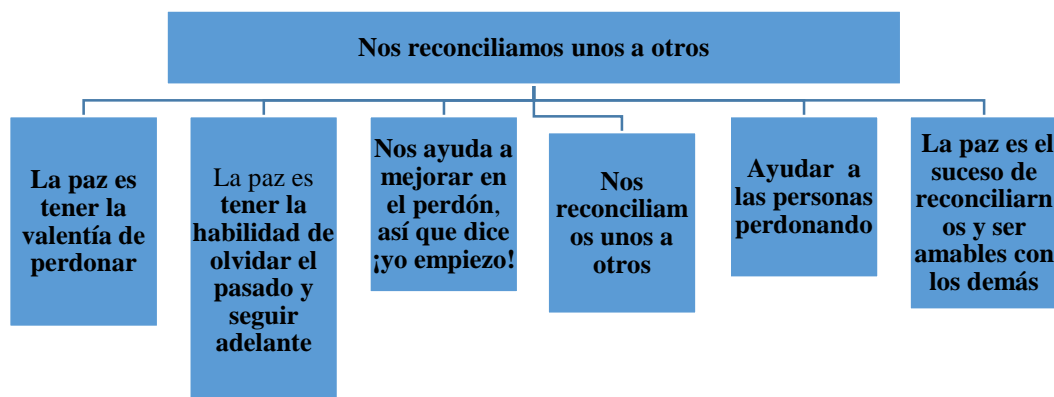 Nos reconciliamos unos a otros
La paz es
tener la
valentía de
perdonar
La paz es
tener la
habilidad de
olvidar el
pasado y
seguir
adelante
Nos ayuda a
mejorar en
el perdón,
así que dice
¡yo empiezo!
Nos
reconciliam
os unos a
otros
Ayudar a
las personas
perdonando
La paz es el
suceso de
reconciliarn
os y ser
amables con
los demás